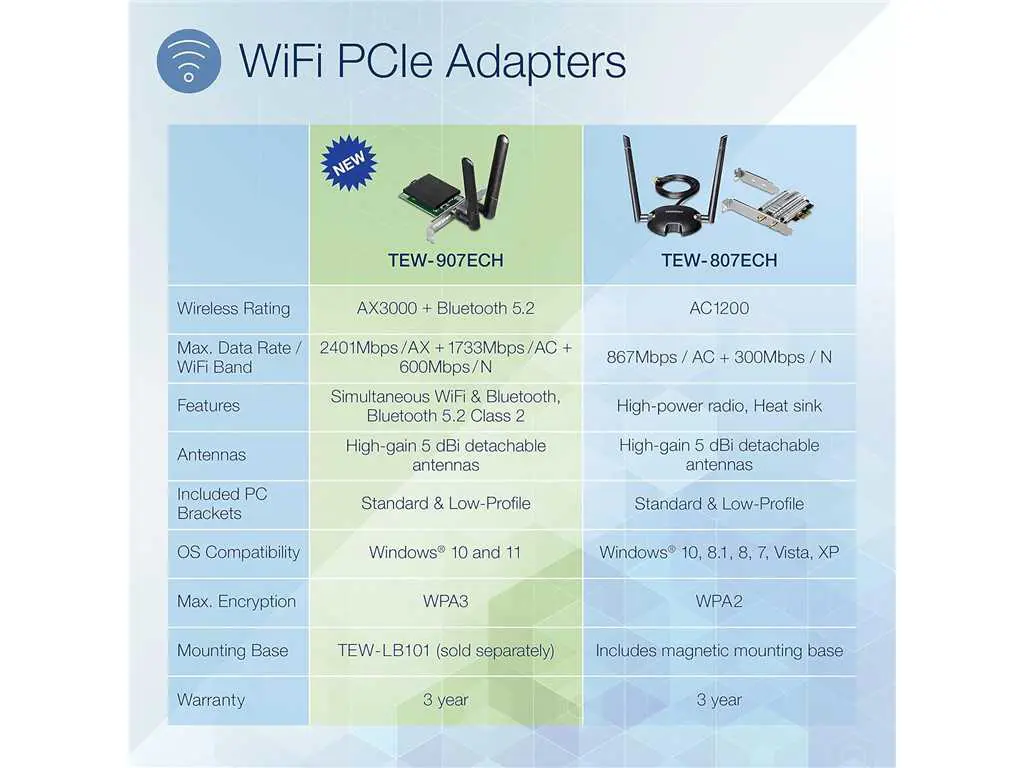 WiFi PCIe Adapters
NEW
TEW-907ECH
TEW-807ECH
Wireless Rating
AX3000 + Bluetooth 5.2
AC1200
Max. Data Rate /
WiFi Band
2401Mbps/AX + 1733Mbps/AC +
600Mbps/N
867Mbps / AC + 300Mbps / N
Features
Simultaneous WiFi & Bluetooth,
Bluetooth 5.2 Class 2
High-power radio, Heat sink
Antennas
High-gain 5 dBi detachable
antennas
High-gain 5 dBi detachable
antennas
Included PC
Brackets
Standard & Low-Profile
Standard & Low-Profile
OS Compatibility
Windows® 10 and 11
Windows® 10, 8.1, 8, 7, Vista, XP
Max. Encryption
WPA3
WPA2
Mounting Base
TEW-LB101 (sold separately)
Includes magnetic mounting base
Warranty
3 year
3 year